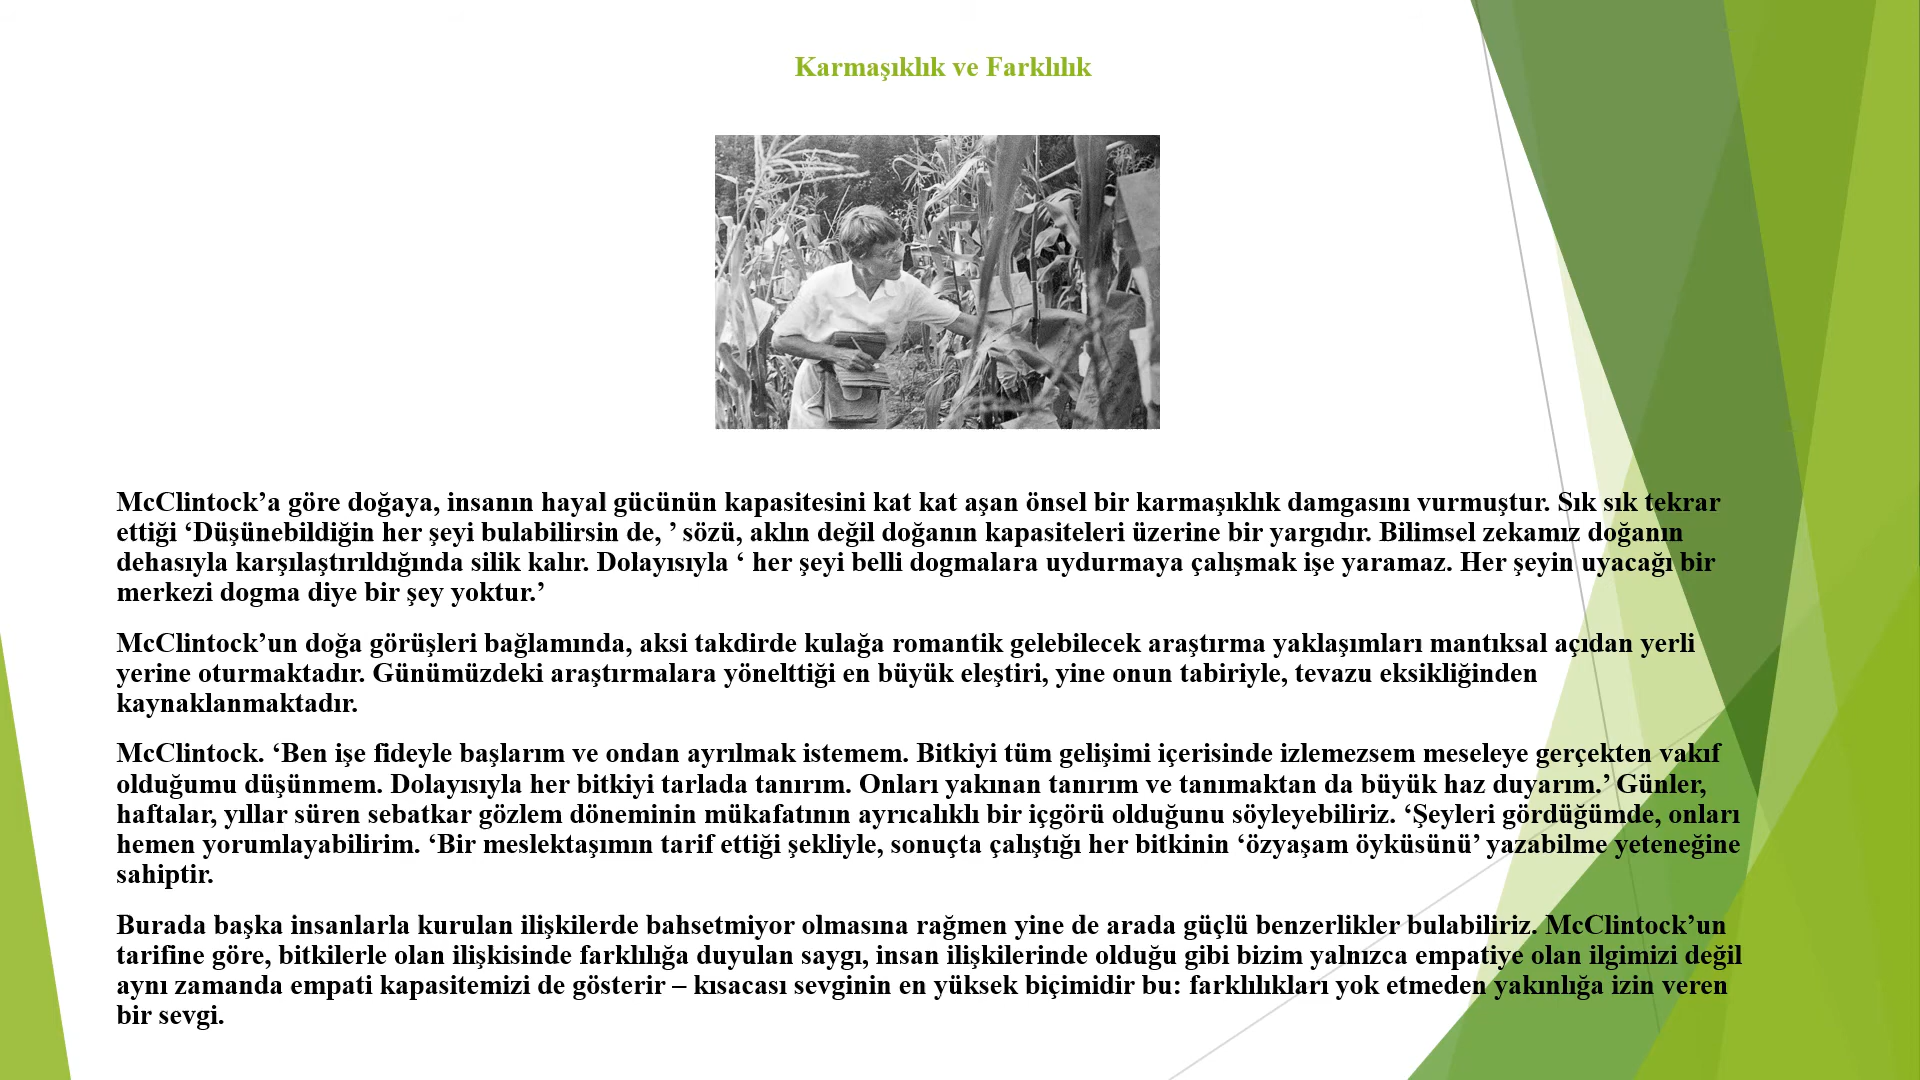 Karmaşıklık ve Farklılık
McClintock’a göre doğaya, insanın hayal gücünün kapasitesini kat kat aşan önsel bir karmaşıklık damgasını vurmuştur. Sık sık tekrar
ettiği ‘Düşünebildiğin her şeyi bulabilirsin de, ’ sözü, aklın değil doğanın kapasiteleri üzerine bir yargıdır. Bilimsel zekamız doğanın
dehasıyla karşılaştırıldığında silik kalır. Dolayısıyla ‘ her şeyi belli dogmalara uydurmaya çalışmak işe yaramaz. Her şeyin uyacağı bir
merkezi dogma diye bir şey yoktur.’
McClintock’un doğa görüşleri bağlamında, aksi takdirde kulağa romantik gelebilecek araştırma yaklaşımları mantıksal açıdan yerli
yerine oturmaktadır. Günümüzdeki araştırmalara yönelttiği en büyük eleştiri, yine onun tabiriyle, tevazu eksikliğinden
kaynaklanmaktadır.
McClintock. ‘Ben işe fideyle başlarım ve ondan ayrılmak istemem. Bitkiyi tüm gelişimi içerisinde izlemezsem meseleye gerçekten vakıf
olduğumu düşünmem. Dolayısıyla her bitkiyi tarlada tanırım. Onları yakınan tanırım ve tanımaktan da büyük haz duyarım.’ Günler,
haftalar, yıllar süren sebatkar gözlem döneminin mükafatının ayrıcalıklı bir içgörü olduğunu söyleyebiliriz. ‘Şeyleri gördüğümde, onları
hemen yorumlayabilirim. ‘Bir meslektaşımın tarif ettiği şekliyle, sonuçta çalıştığı her bitkinin ‘özyaşam öyküsünü’ yazabilme yeteneğine
sahiptir.
Burada başka insanlarla kurulan ilişkilerde bahsetmiyor olmasına rağmen yine de arada güçlü benzerlikler bulabiliriz. McClintock’un
tarifine göre, bitkilerle olan ilişkisinde farklılığa duyulan saygı, insan ilişkilerinde olduğu gibi bizim yalnızca empatiye olan ilgimizi değil
aynı zamanda empati kapasitemizi de gösterir – kısacası sevginin en yüksek biçimidir bu: farklılıkları yok etmeden yakınlığa izin veren
bir sevgi.